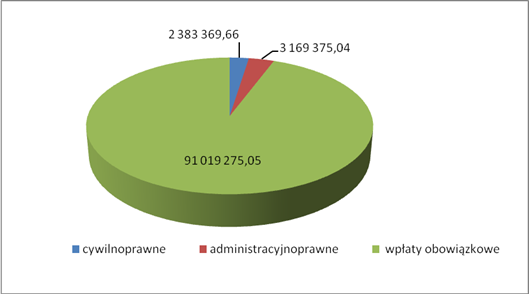 2 383 369,66
3 169 375,04
91 019 275,05
cywilnoprawne administracyjnoprawne wpłaty obowiązkowe